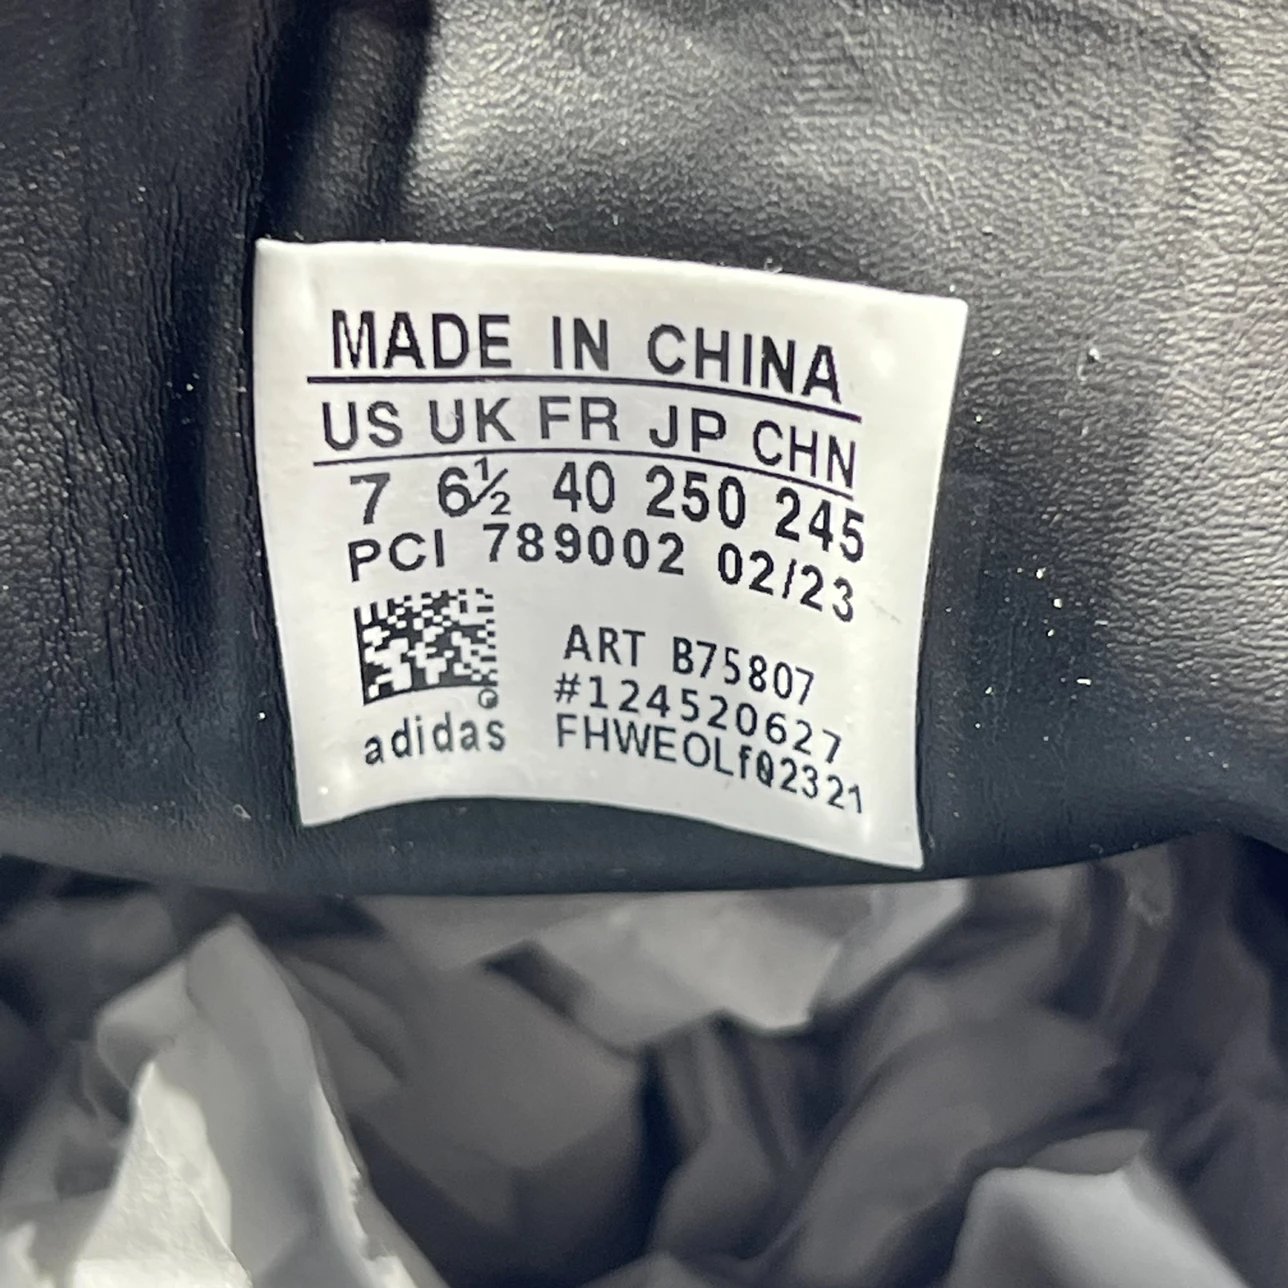 MADE IN CHINA
US UK FR JP CHN
7 6½ 40 250 245
PCI 789002 02/23
ART B75807
#124520627
adidas FHWEOLfQ2321